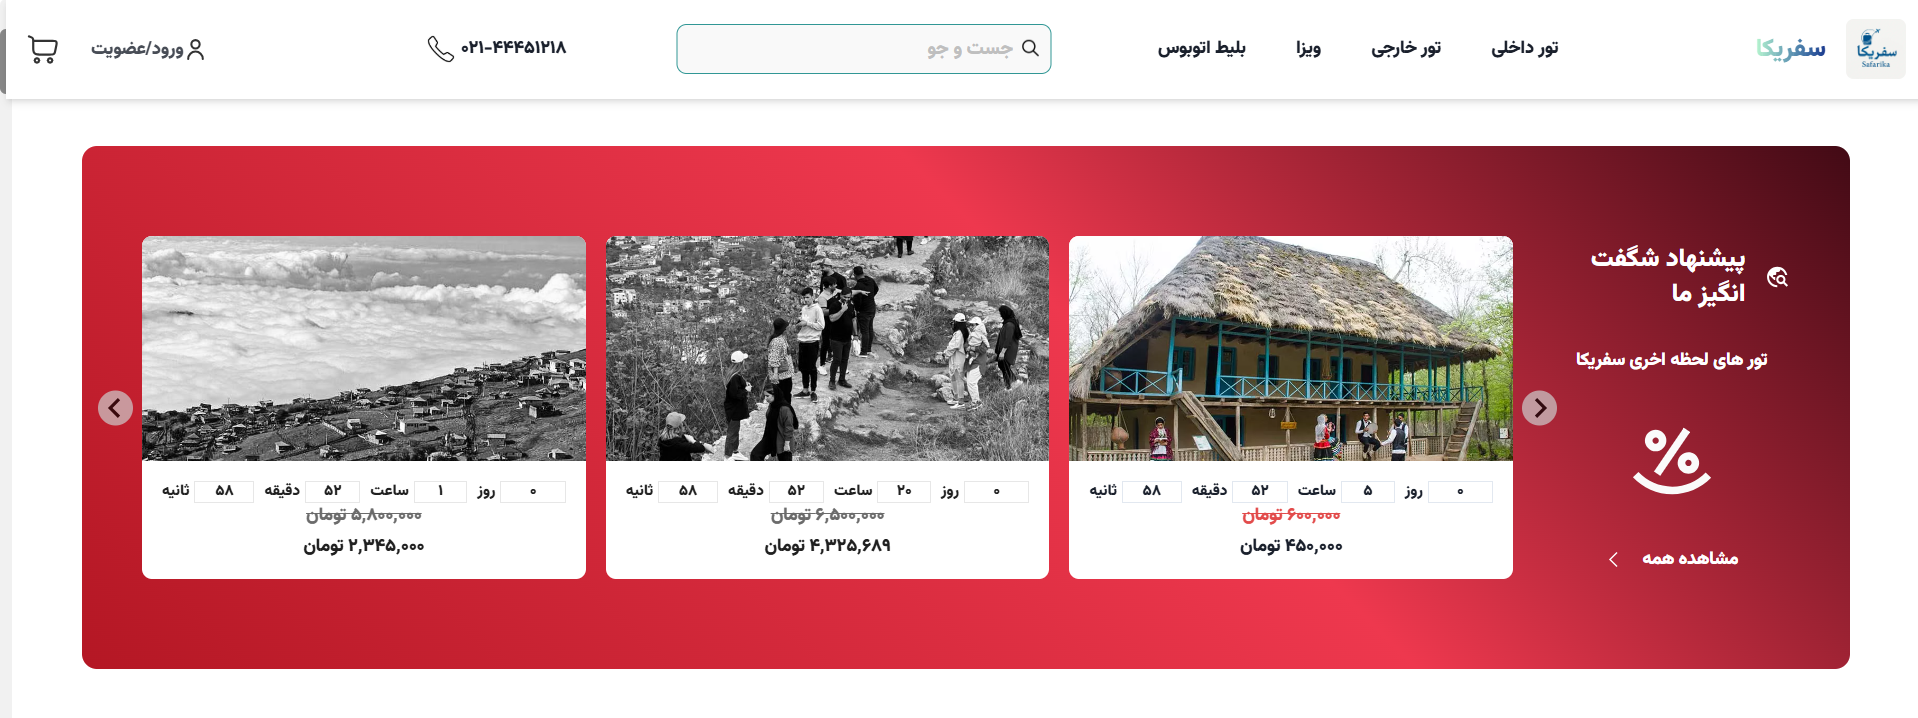 سفریکا
Safarika
سفریکا
تور داخلی
تور خارجی
ویزا
بلیط اتوبوس
جست و جو
۰۲۱-۴۴۴۵۱۲۱۸
ورود/عضویت
پیشنهاد شگفت
انگیز ما
تور های لحظه اخری سفریکا
%
مشاهده همه
۰ روز ۵ ساعت ۵۲ دقیقه ۵۸ ثانیه
۶۰۰,۰۰۰ تومان
۴۵۰,۰۰۰ تومان
۰ روز ۲۰ ساعت ۵۲ دقیقه ۵۸ ثانیه
۶,۵۰۰,۰۰۰ تومان
۴,۳۲۵,۶۸۹ تومان
۰ روز ۱ ساعت ۵۲ دقیقه ۵۸ ثانیه
۵,۸۰۰,۰۰۰ تومان
۲,۳۴۵,۰۰۰ تومان